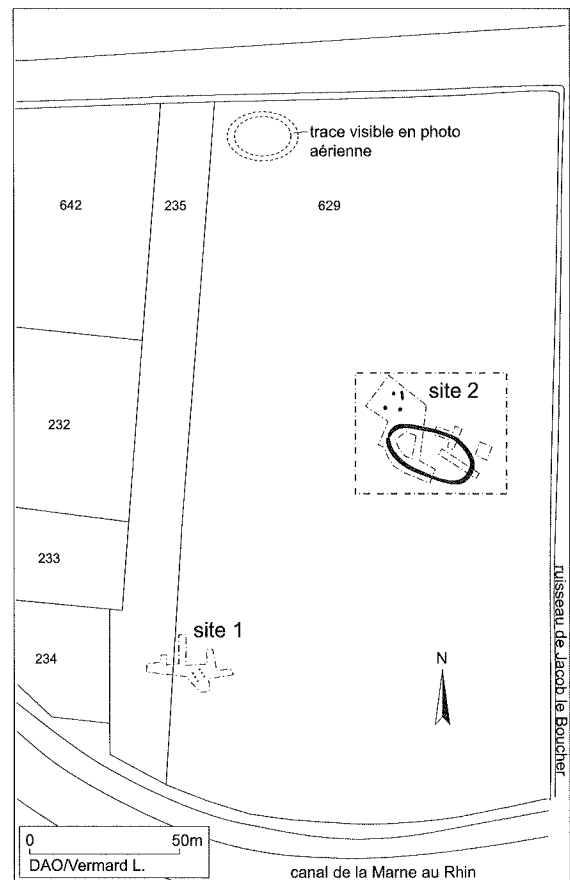 trace visible en photo
aérienne
642
235
629
site 2
232
233
site 1
234
N
ruisseau de Jacob le Boucher
0 50m
DAO/Vermard L.
canal de la Marne au Rhin